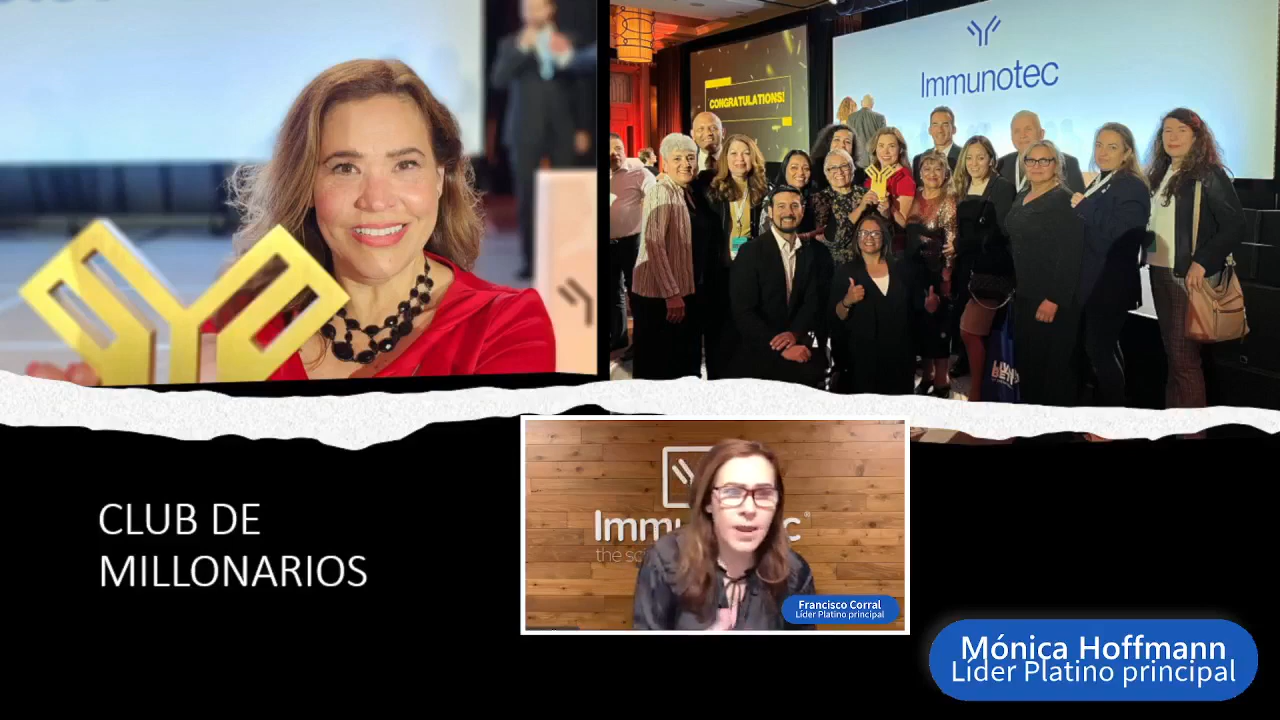 CONGRATULATIONS!
Immunotec
CLUB DE
MILLONARIOS
Francisco Corral
Líder Platino principal
Mónica Hoffmann
Líder Platino principal